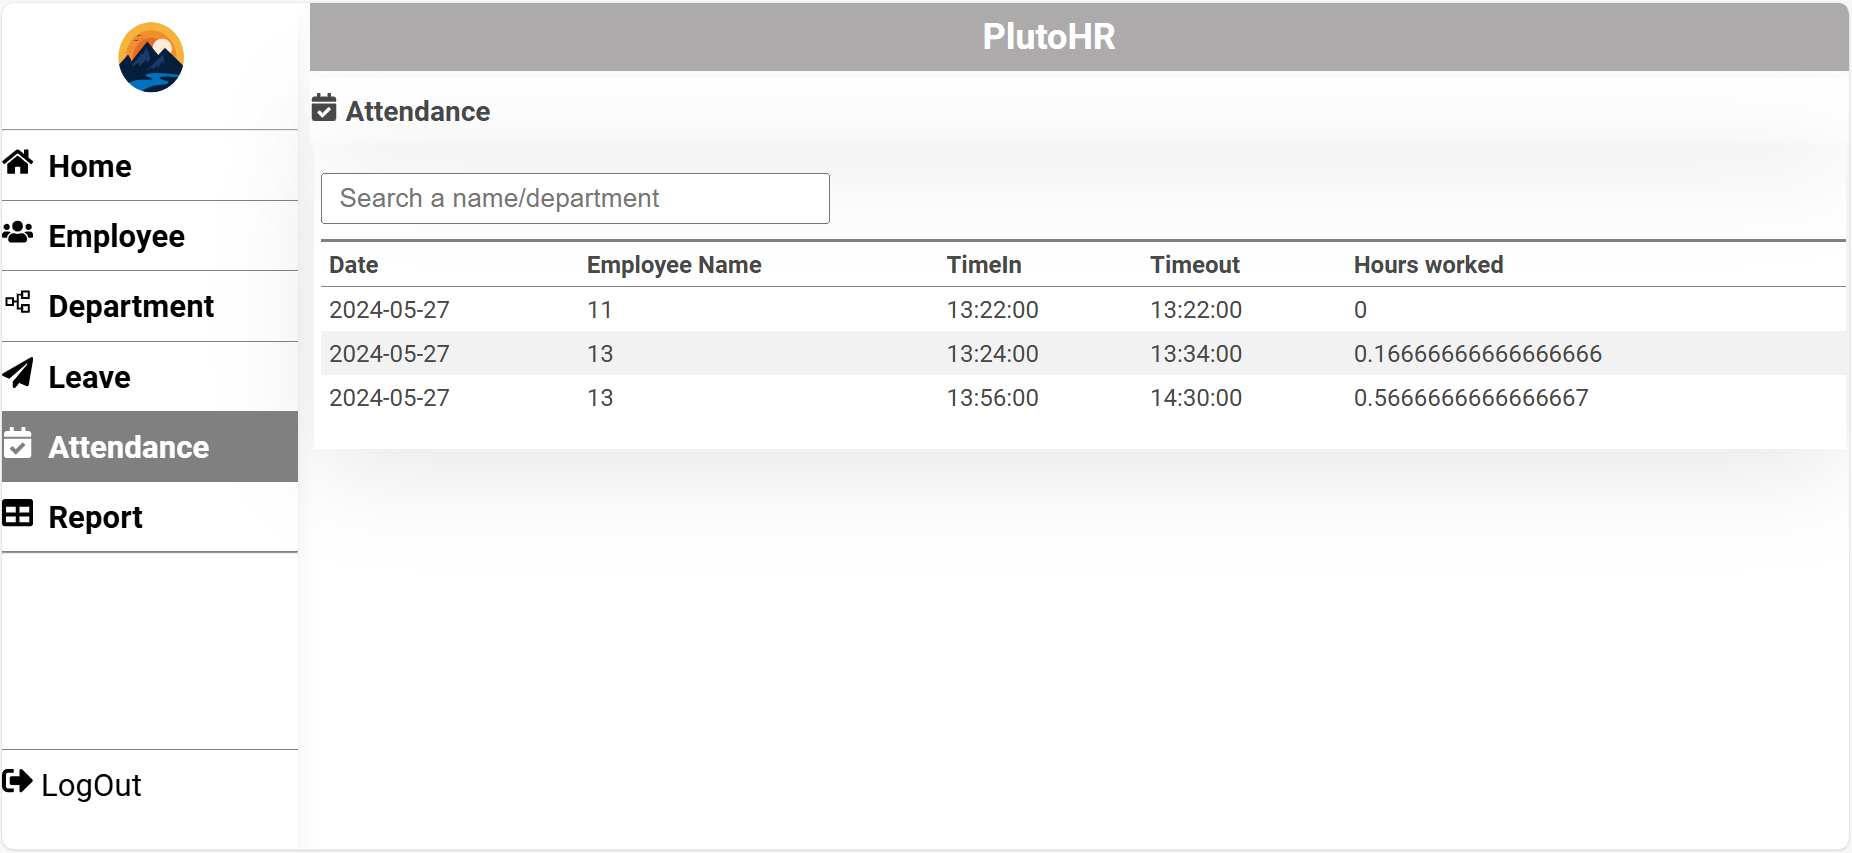 PlutoHR
Attendance
Home
Employee
Department
Leave
Attendance
Report
LogOut
Search a name/department
Date Employee Name TimeIn Timeout Hours worked
2024-05-27 11 13:22:00 13:22:00 0
2024-05-27 13 13:24:00 13:34:00 0.16666666666666666
2024-05-27 13 13:56:00 14:30:00 0.5666666666666667